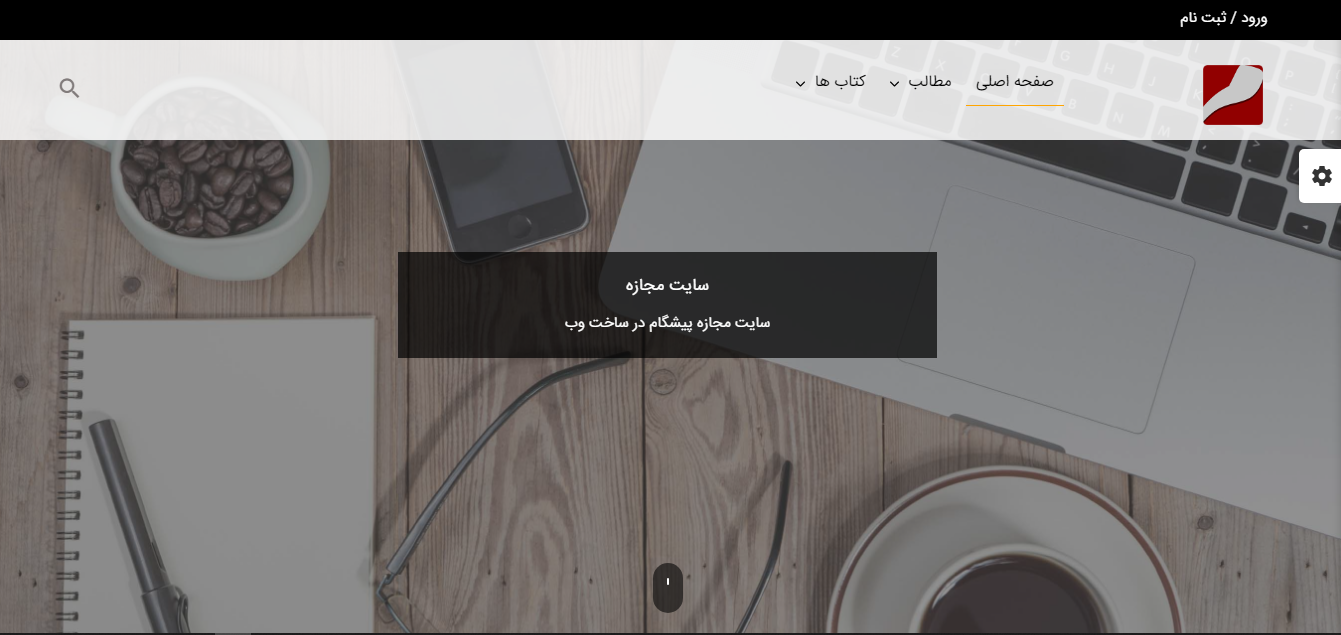 ورود / ثبت نام
صفحه اصلی
مطالب
کتاب ها
سایت مجازه
سایت مجازه پیشگام در ساخت وب